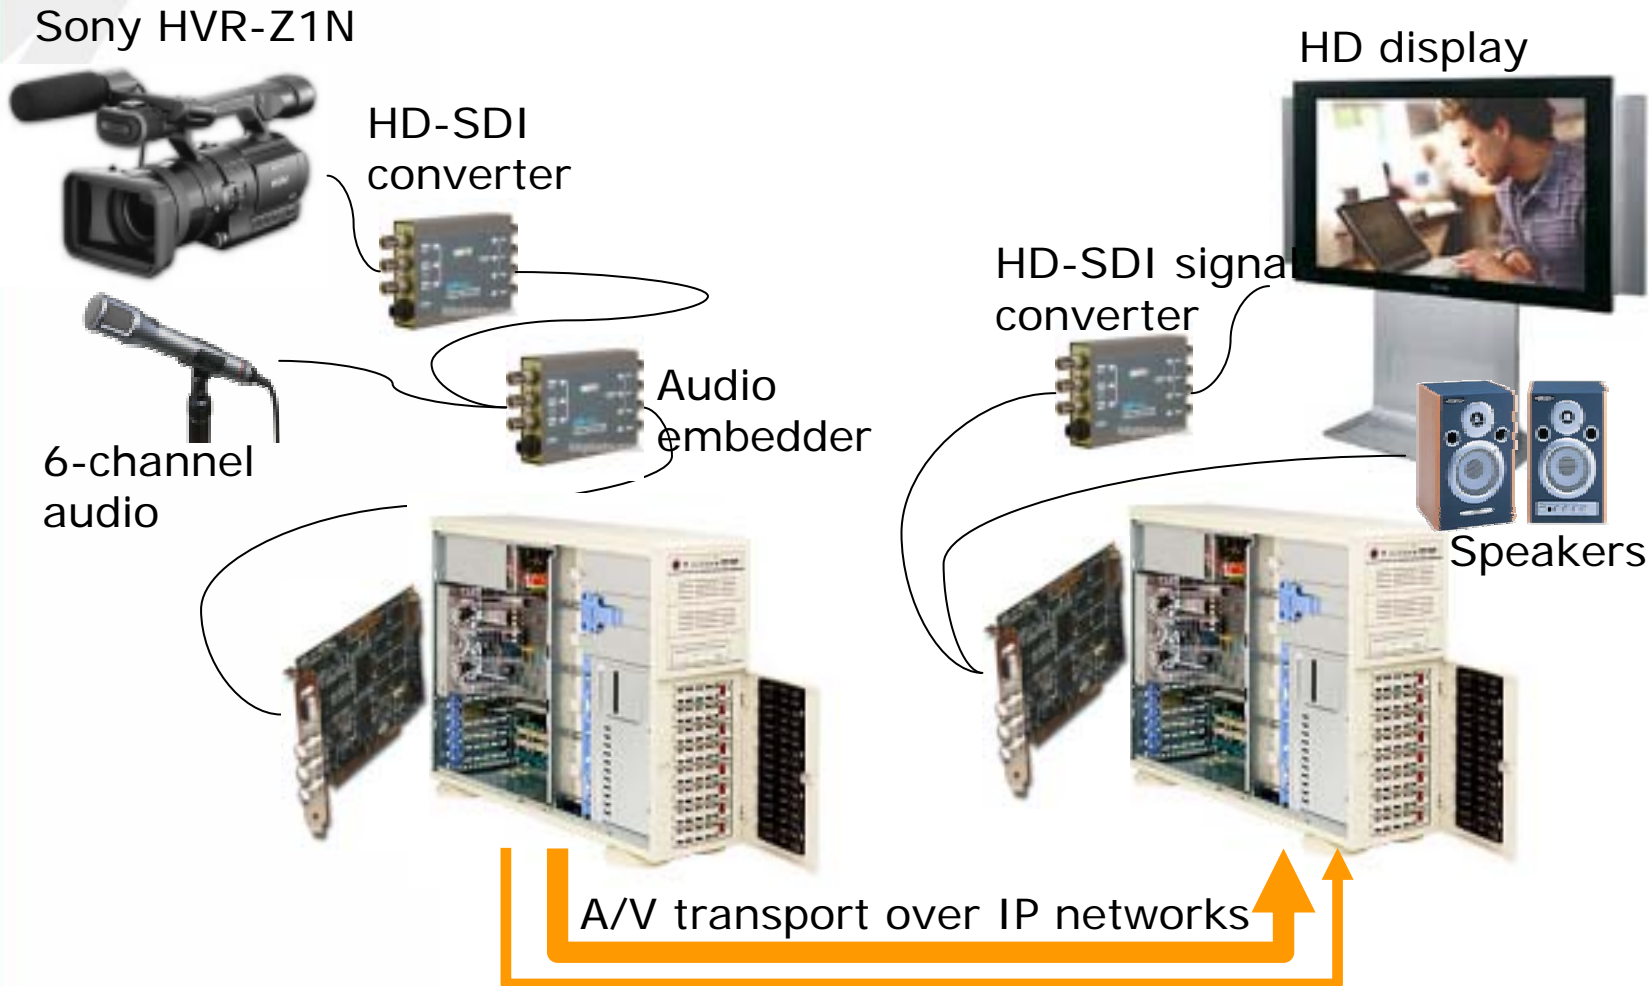 Sony HVR-Z1N
HD display
HD-SDI
converter
HD-SDI signal
converter
Audio
embedder
6-channel
audio
Speakers
A/V transport over IP networks